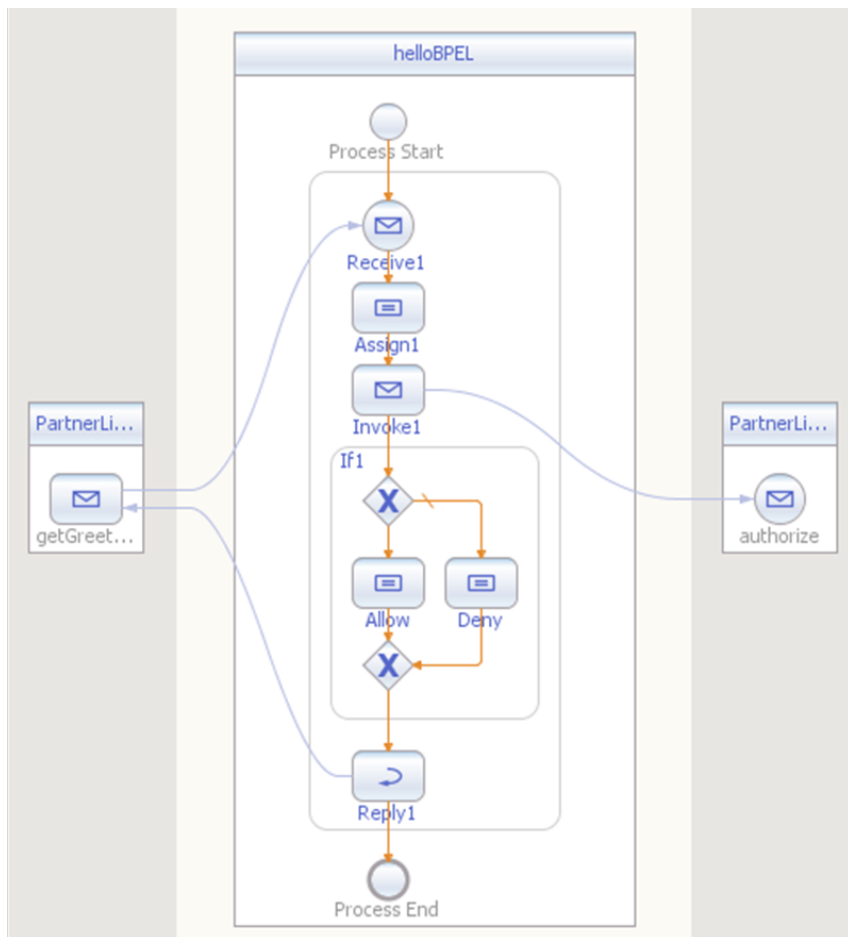 helloBPEL
Process Start
Receive1
Assign1
Invoke1
PartnerLi...
getGreet...
If1
X
Allow
Deny
X
Reply1
Process End
PartnerLi...
authorize